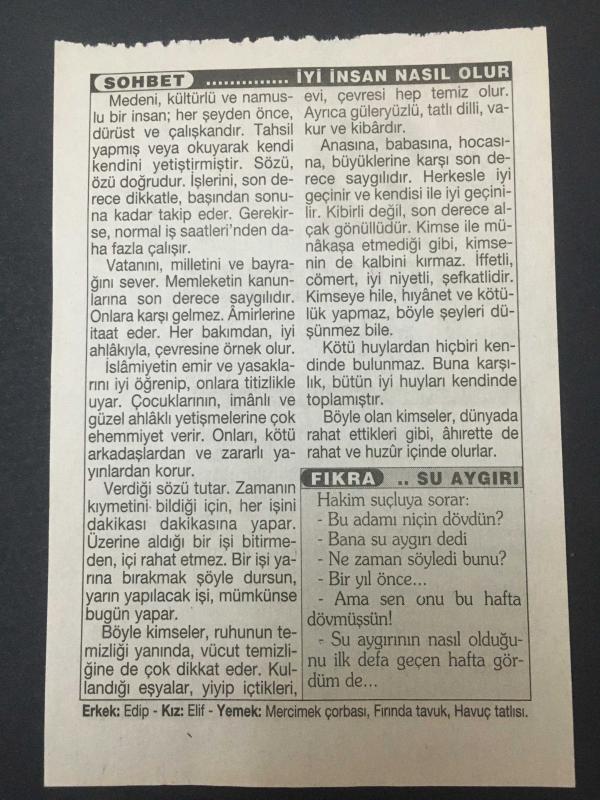 SOHBET .............. İYİ İNSAN NASIL OLUR
Medeni, kültürlü ve namus-
lu bir insan; her şeyden önce,
dürüst ve çalışkandır. Tahsil
yapmış veya okuyarak kendi
kendini yetiştirmiştir. Sözü,
özü doğrudur. İşlerini, son de-
rece dikkatle, başından sonu-
na kadar takip eder. Gerekir-
se, normal iş saatleri'nden da-
ha fazla çalışır.
Vatanını, milletini ve bayra-
ğını sever. Memleketin kanun-
larına son derece saygılıdır.
Onlara karşı gelmez. Âmirlerine
itaat eder. Her bakımdan, iyi
ahlâkıyla, çevresine örnek olur.
İslâmiyetin emir ve yasakla-
rını iyi öğrenip, onlara titizlikle
uyar. Çocuklarının, imânlı ve
güzel ahlâklı yetişmelerine çok
ehemmiyet verir. Onları, kötü
arkadaşlardan ve zararlı ya-
yınlardan korur.
Verdiği sözü tutar. Zamanın
kıymetini bildiği için, her işini
dakikası dakikasına yapar.
Üzerine aldığı bir işi bitirme-
den, içi rahat etmez. Bir işi ya-
rına bırakmak şöyle dursun,
yarın yapılacak işi, mümkünse
bugün yapar.
Böyle kimseler, ruhunun te-
mizliği yanında, vücut temizli-
ğine de çok dikkat eder. Kul-
landığı eşyalar, yiyip içtikleri,
evi, çevresi hep temiz olur.
Ayrıca güleryüzlü, tatlı dilli, va-
kur ve kibârdır.
Anasına, babasına, hocası-
na, büyüklerine karşı son de-
rece saygılıdır. Herkesle iyi
geçinir ve kendisi ile iyi geçini-
lir. Kibirli değil, son derece al-
çak gönüllüdür. Kimse ile mü-
nâkaşa etmediği gibi, kimse-
nin de kalbini kırmaz. İffetli,
cömert, iyi niyetli, şefkatlidir.
Kimseye hile, hıyânet ve kötü-
lük yapmaz, böyle şeyleri dü-
şünmez bile.
Kötü huylardan hiçbiri ken-
dinde bulunmaz. Buna karşı-
lık, bütün iyi huyları kendinde
toplamıştır.
Böyle olan kimseler, dünyada
rahat ettikleri gibi, âhırette de
rahat ve huzûr içinde olurlar.
FIKRA .. SU AYGIRI
Hakim suçluya sorar:
- Bu adamı niçin dövdün?
- Bana su aygırı dedi
- Ne zaman söyledi bunu?
- Bir yıl önce...
- Ama sen onu bu hafta
dövmüşsün!
- Su aygırının nasıl olduğu-
nu ilk defa geçen hafta gör-
düm de...
Erkek: Edip - Kız: Elif - Yemek: Mercimek çorbası, Fırında tavuk, Havuç tatlısı.